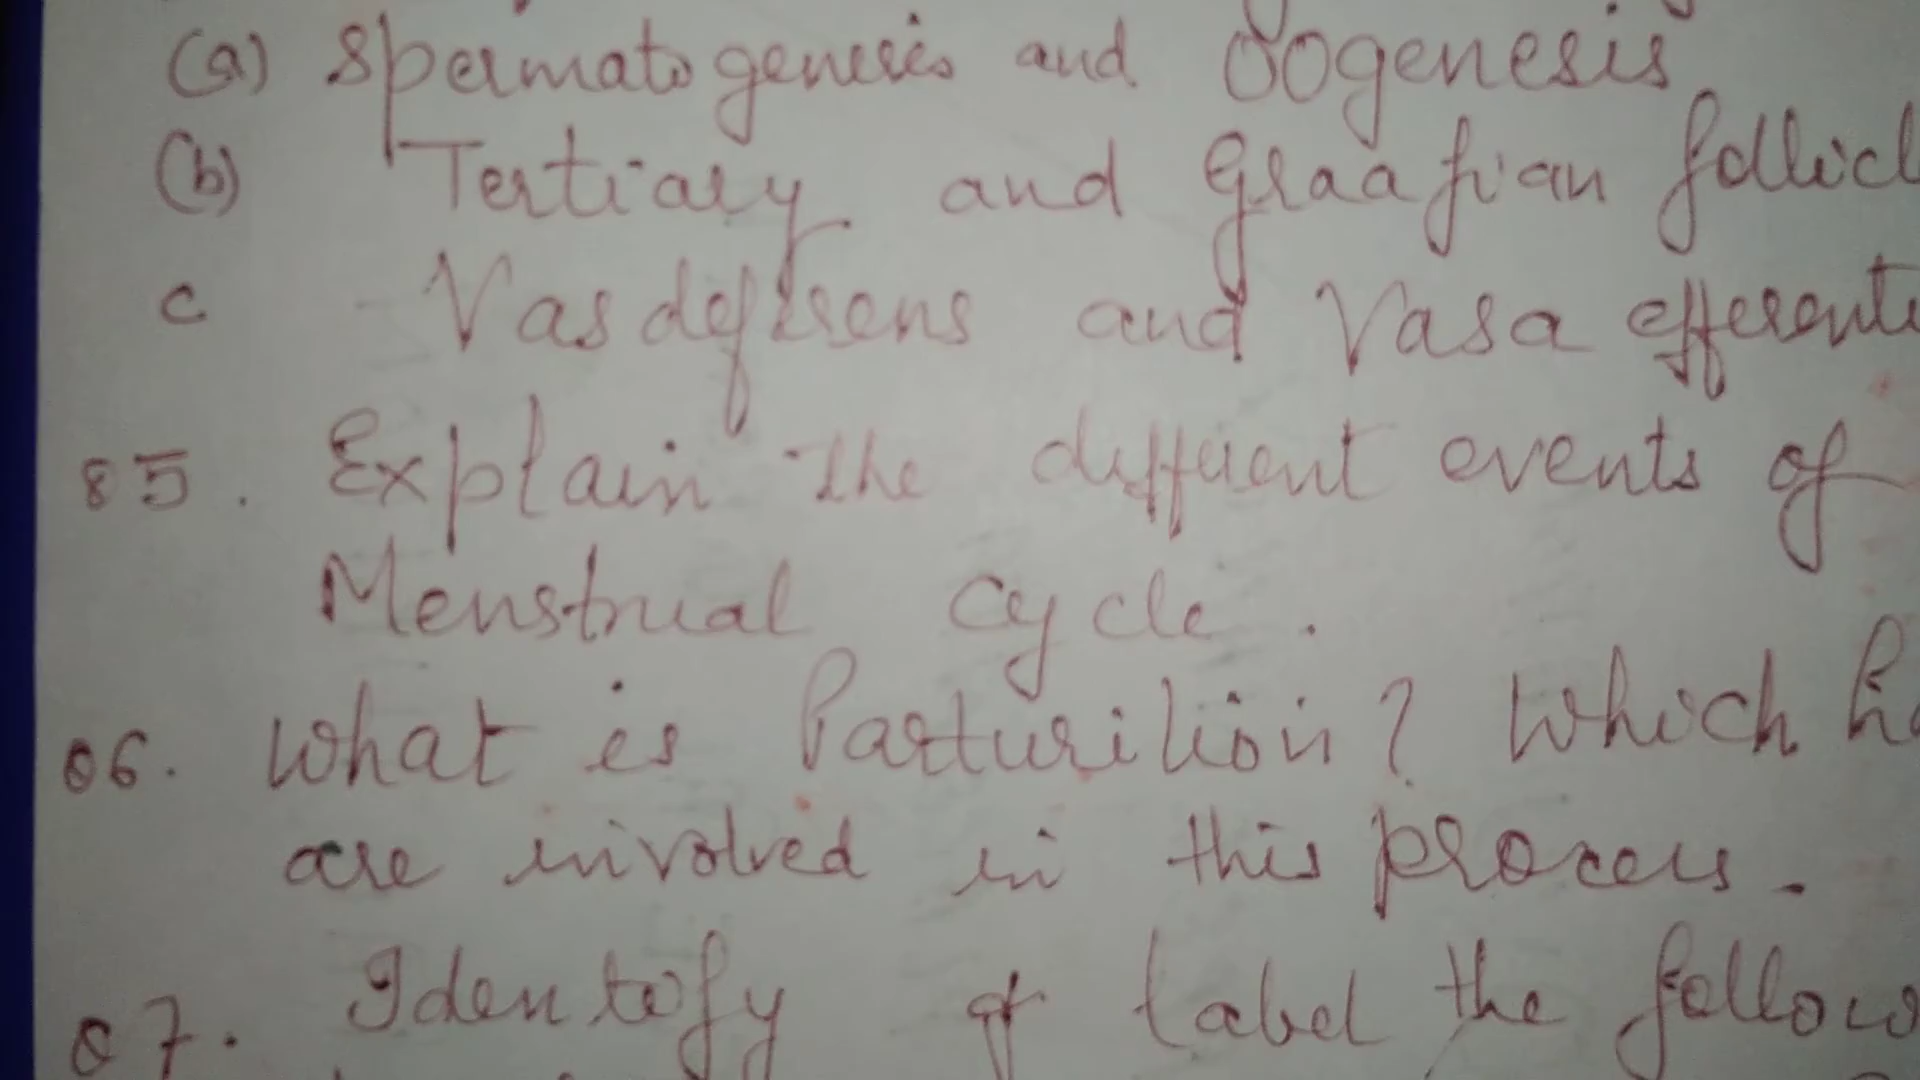 (a) Spermatogenesis and Oogenesis
(b) Tertiary and Graafian follicl
c Vas deferens and Vasa efferente
85. Explain the different events of
Menstrual cycle.
06. What is Parturition? Which
are involved in this process.
07. Identify & label the follow